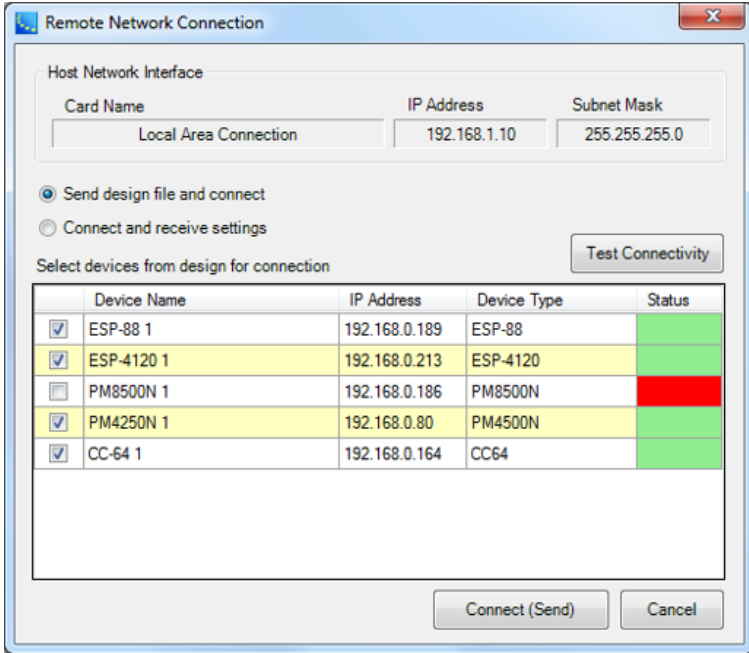 Remote Network Connection
Host Network Interface
Card Name IP Address Subnet Mask
Local Area Connection 192.168.1.10 255.255.255.0
Send design file and connect
Connect and receive settings
Test Connectivity
Select devices from design for connection
Device Name IP Address Device Type Status
ESP-88 1 192.168.0.189 ESP-88
ESP-4120 1 192.168.0.213 ESP-4120
PM8500N 1 192.168.0.186 PM8500N
PM4250N 1 192.168.0.80 PM4500N
CC-64 1 192.168.0.164 CC64
Connect (Send) Cancel